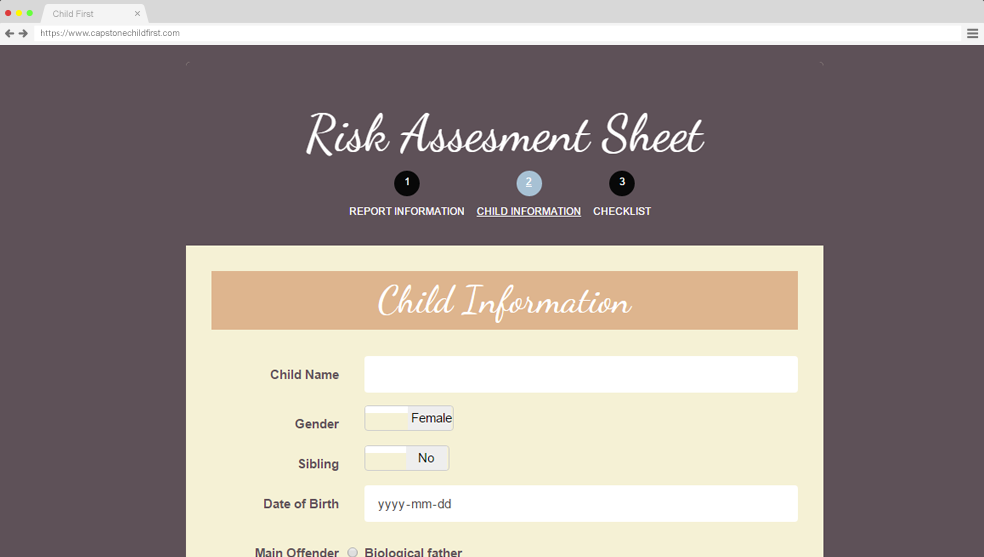 Child First
https://www.capstonechildfirst.com
Risk Assesment Sheet
1 2 3
REPORT INFORMATION CHILD INFORMATION CHECKLIST
Child Information
Child Name
Gender Female
Sibling No
Date of Birth yyyy-mm-dd
Main Offender Biological father